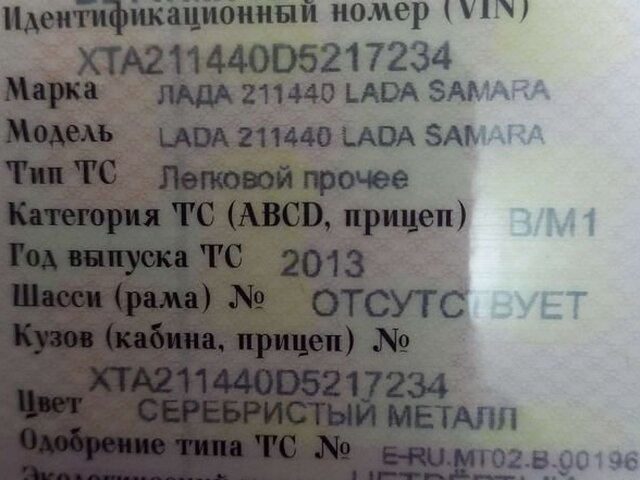 Идентификационный номер (VIN)
XTA211440D5217234
Марка ЛАДА 211440 LADA SAMARA
Модель LADA 211440 LADA SAMARA
Тип ТС Легковой прочее
Категория ТС (ABCD, прицеп) B/M1
Год выпуска ТС 2013
Шасси (рама) № ОТСУТСТВУЕТ
Кузов (кабина, прицеп) №
XTA211440D5217234
Цвет СЕРЕБРИСТЫЙ МЕТАЛЛ
Одобрение типа ТС № E-RU.MT02.B.00196